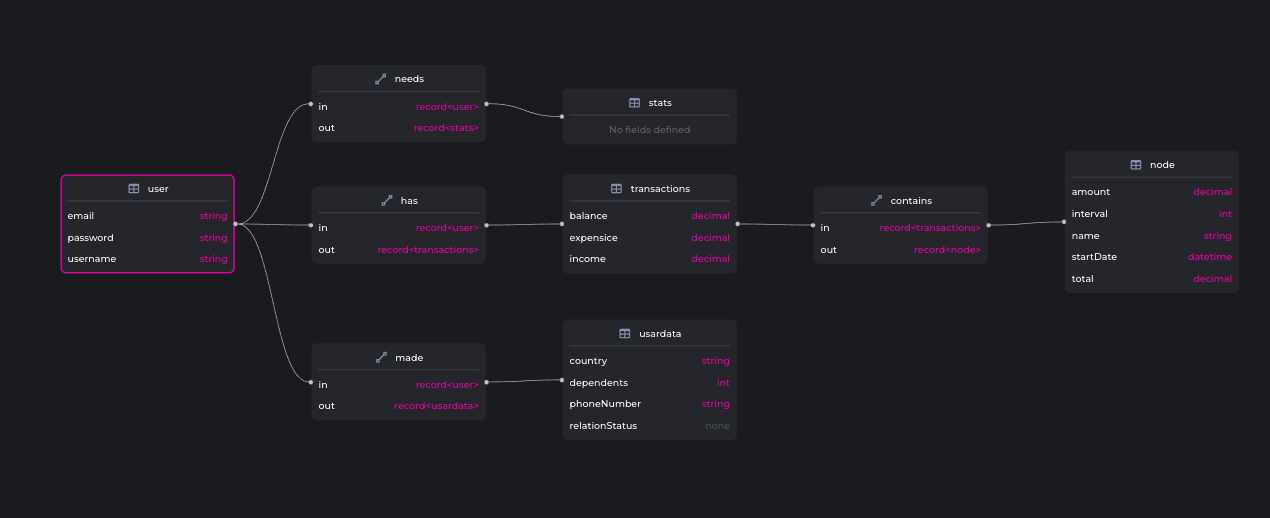 needs
in record<user>
out record<stats>
stats
No fields defined
user
email string
password string
username string
has
in record<user>
out record<transactions>
transactions
balance decimal
expensice decimal
income decimal
contains
in record<transactions>
out record<node>
node
amount decimal
interval int
name string
startDate datetime
total decimal
made
in record<user>
out record<usardata>
usardata
country string
dependents int
phoneNumber string
relationStatus none